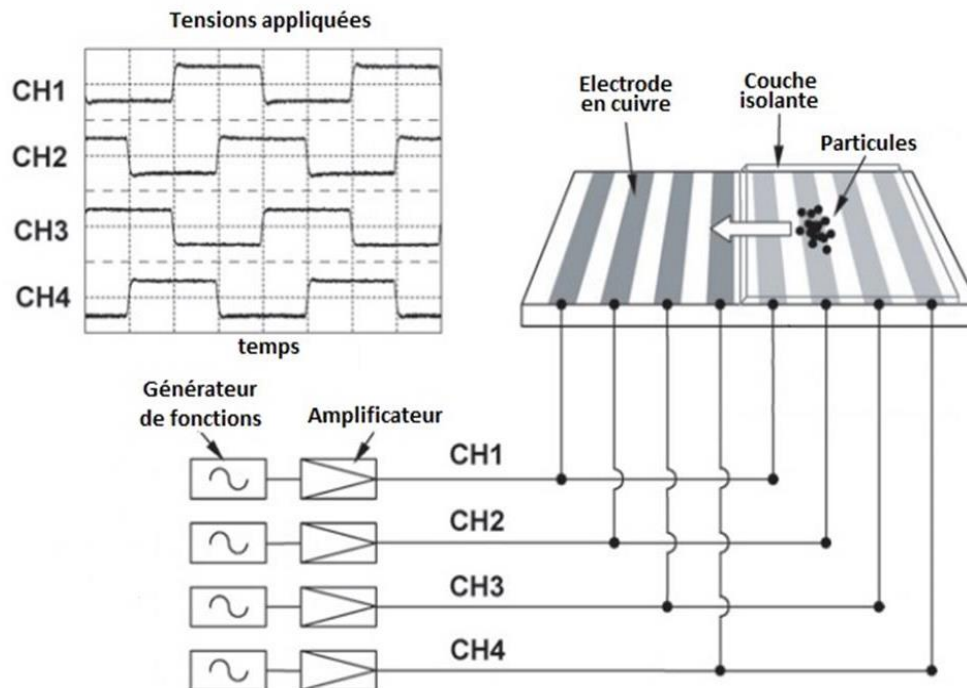 Tensions appliquées
CH1
CH2
CH3
CH4
temps
Electrode
en cuivre
Couche
isolante
Particules
Générateur
de fonctions
Amplificateur
CH1
CH2
CH3
CH4